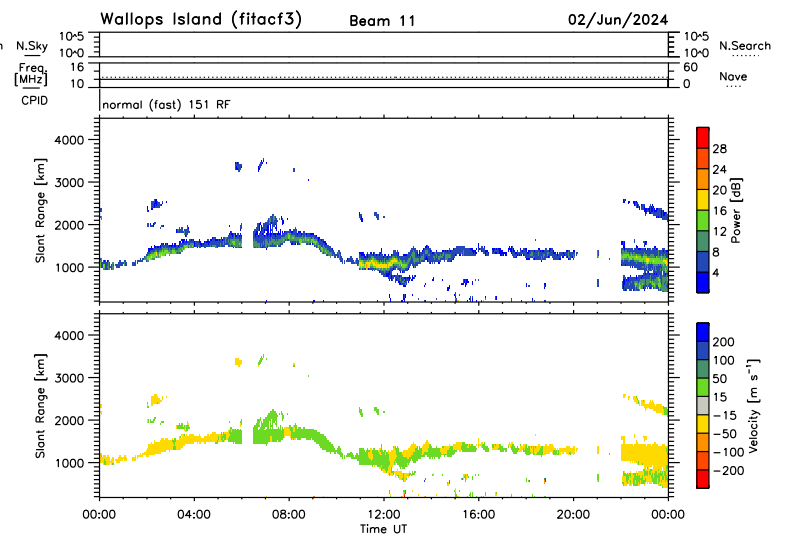 Wallops Island (fitacf3) Beam 11 02/Jun/2024
n N.Sky 10^5 10^0 10^5 10^0 N.Search
Freq. [MHz] 16 10 60 0 Nave
CPID normal (fast) 151 RF
4000
3000
2000
1000
Slant Range [km]
28
24
20
16
12
8
4
Power [dB]
4000
3000
2000
1000
Slant Range [km]
200
100
50
15
-15
-50
-100
-200
Velocity [m s⁻¹]
00:00 04:00 08:00 12:00 16:00 20:00 00:00
Time UT